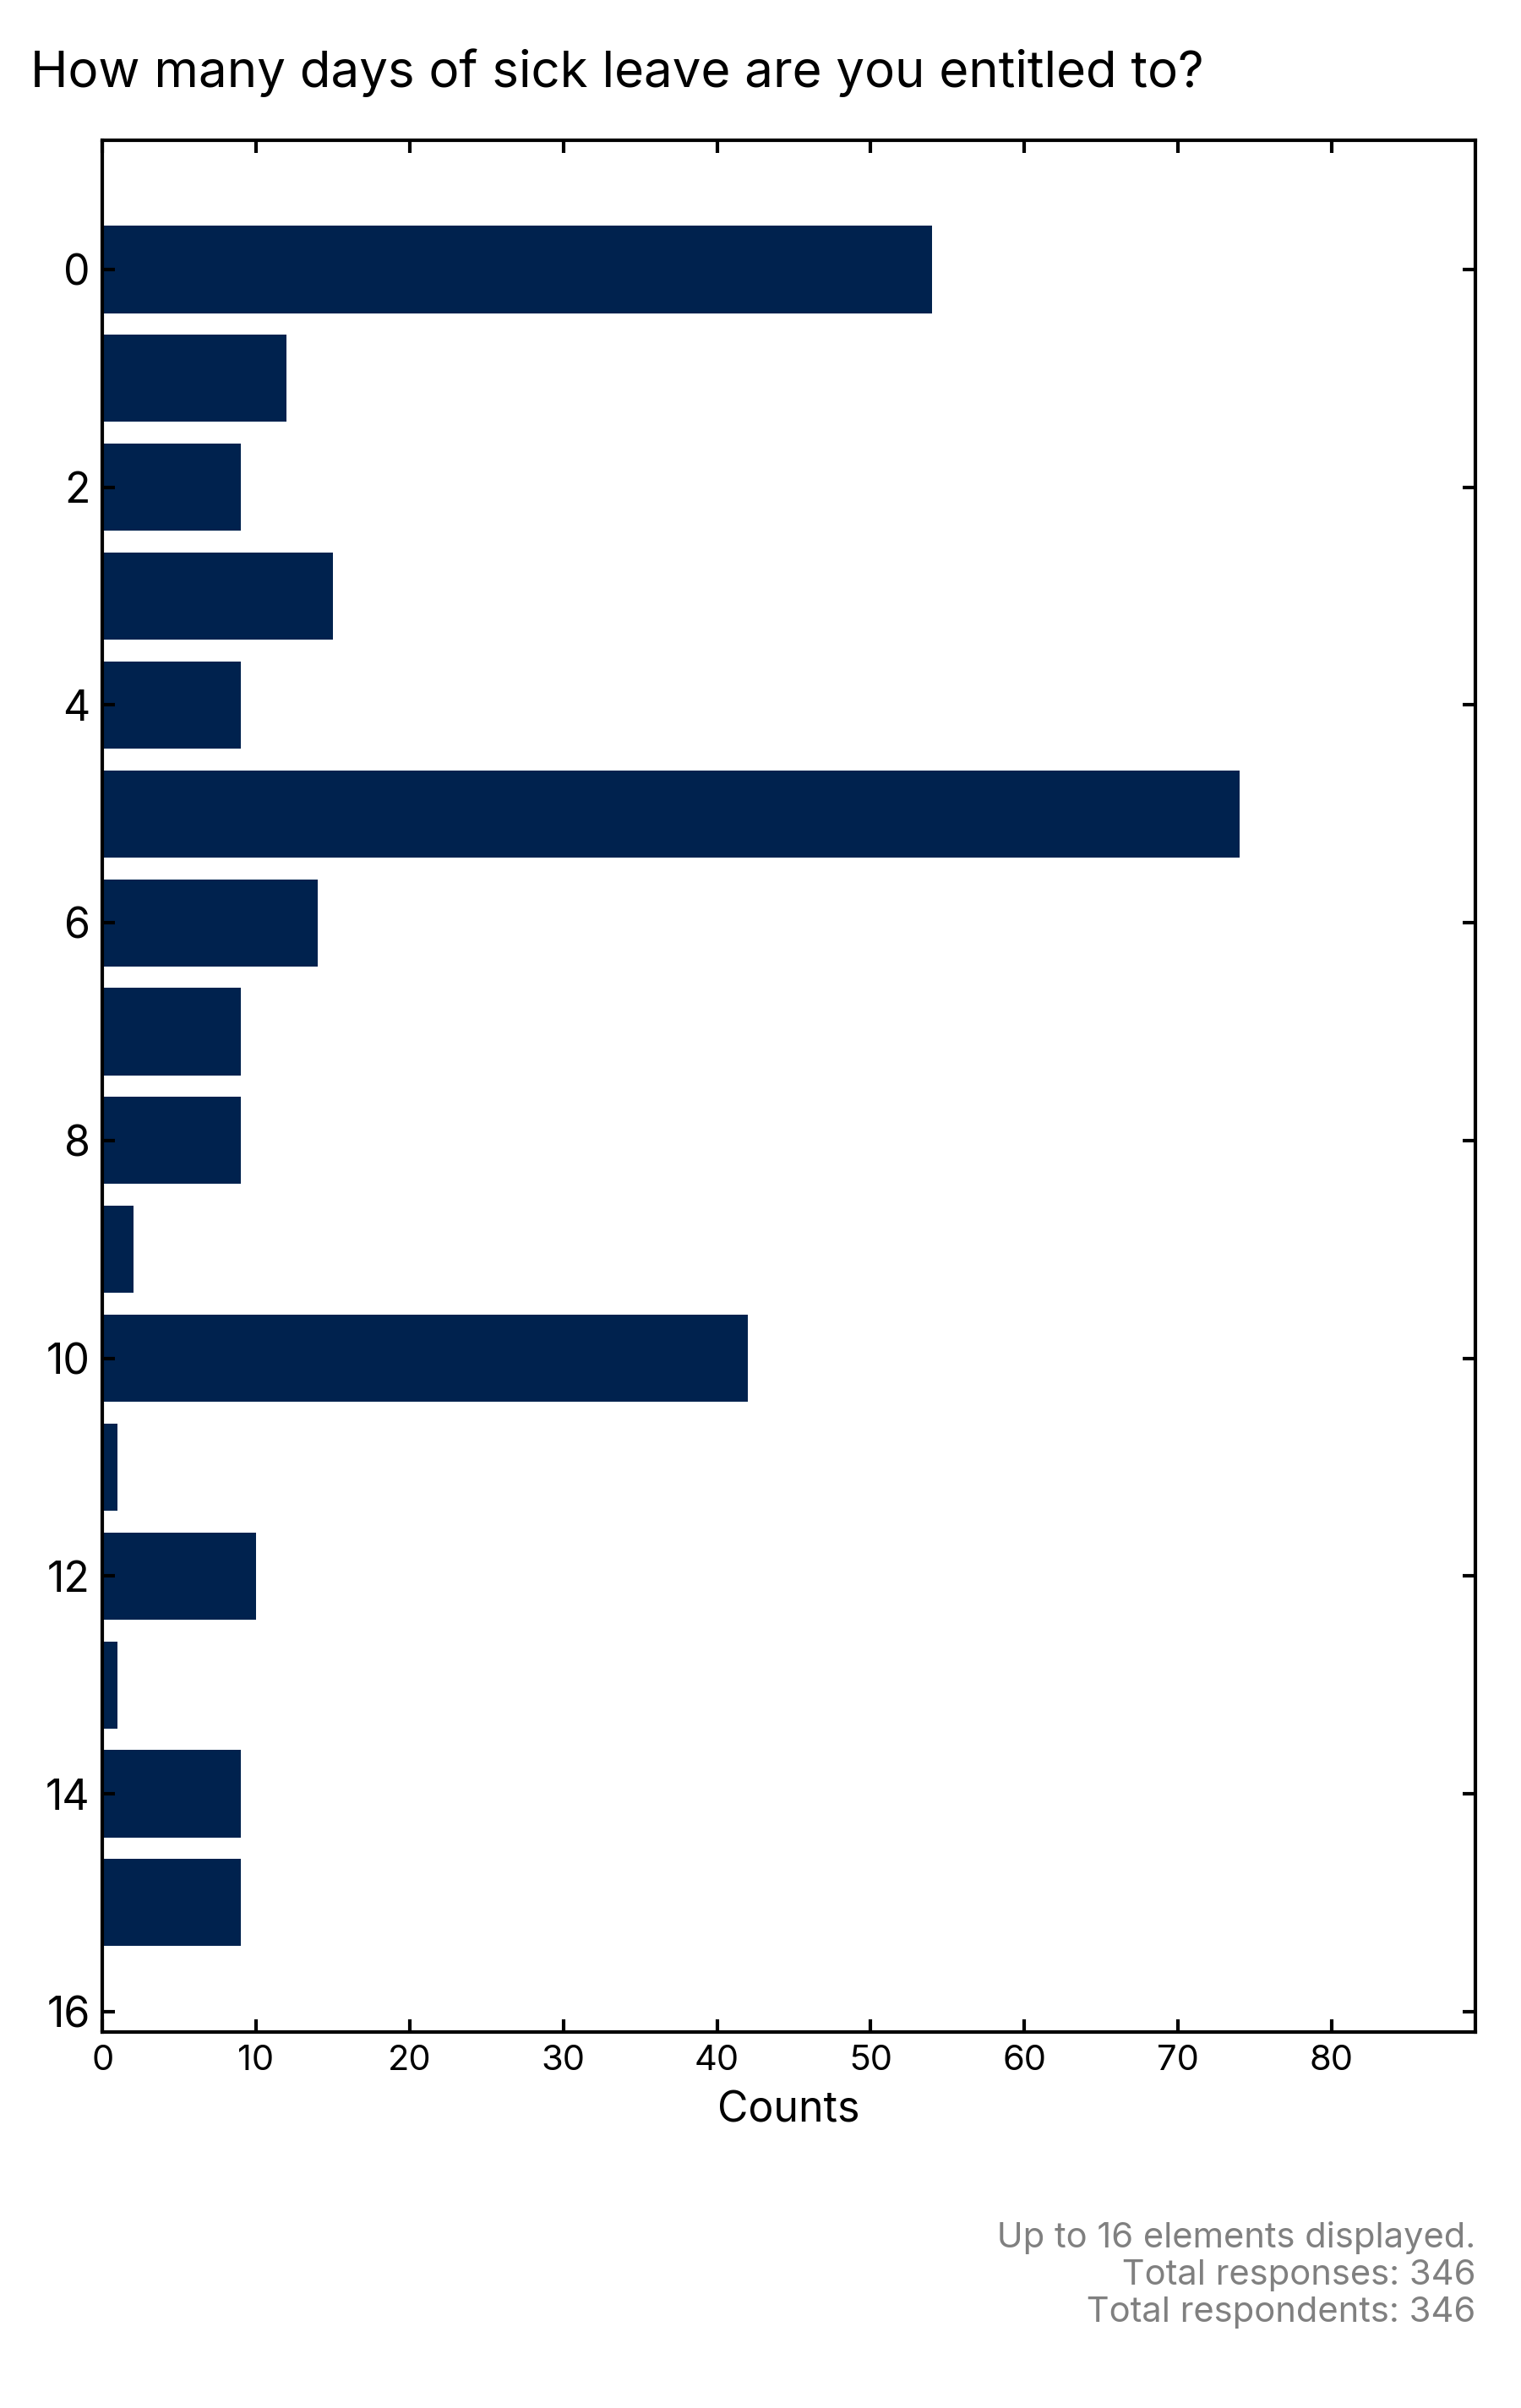 How many days of sick leave are you entitled to?
0
2
4
6
8
10
12
14
16
0 10 20 30 40 50 60 70 80
Counts
Up to 16 elements displayed.
Total responses: 346
Total respondents: 346